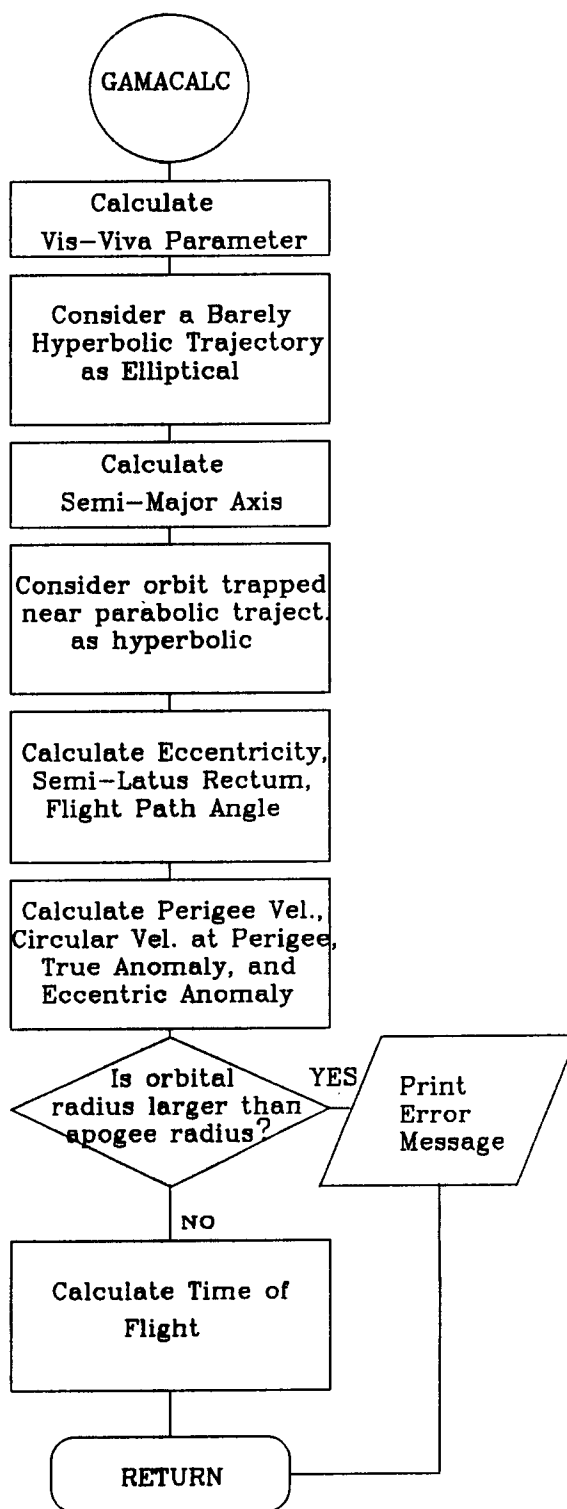 GAMACALC
Calculate
Vis-Viva Parameter
Consider a Barely
Hyperbolic Trajectory
as Elliptical
Calculate
Semi-Major Axis
Consider orbit trapped
near parabolic traject.
as hyperbolic
Calculate Eccentricity,
Semi-Latus Rectum,
Flight Path Angle
Calculate Perigee Vel.,
Circular Vel. at Perigee,
True Anomaly, and
Eccentric Anomaly
Is orbital
radius larger than
apogee radius?
YES
Print
Error
Message
NO
Calculate Time of
Flight
RETURN